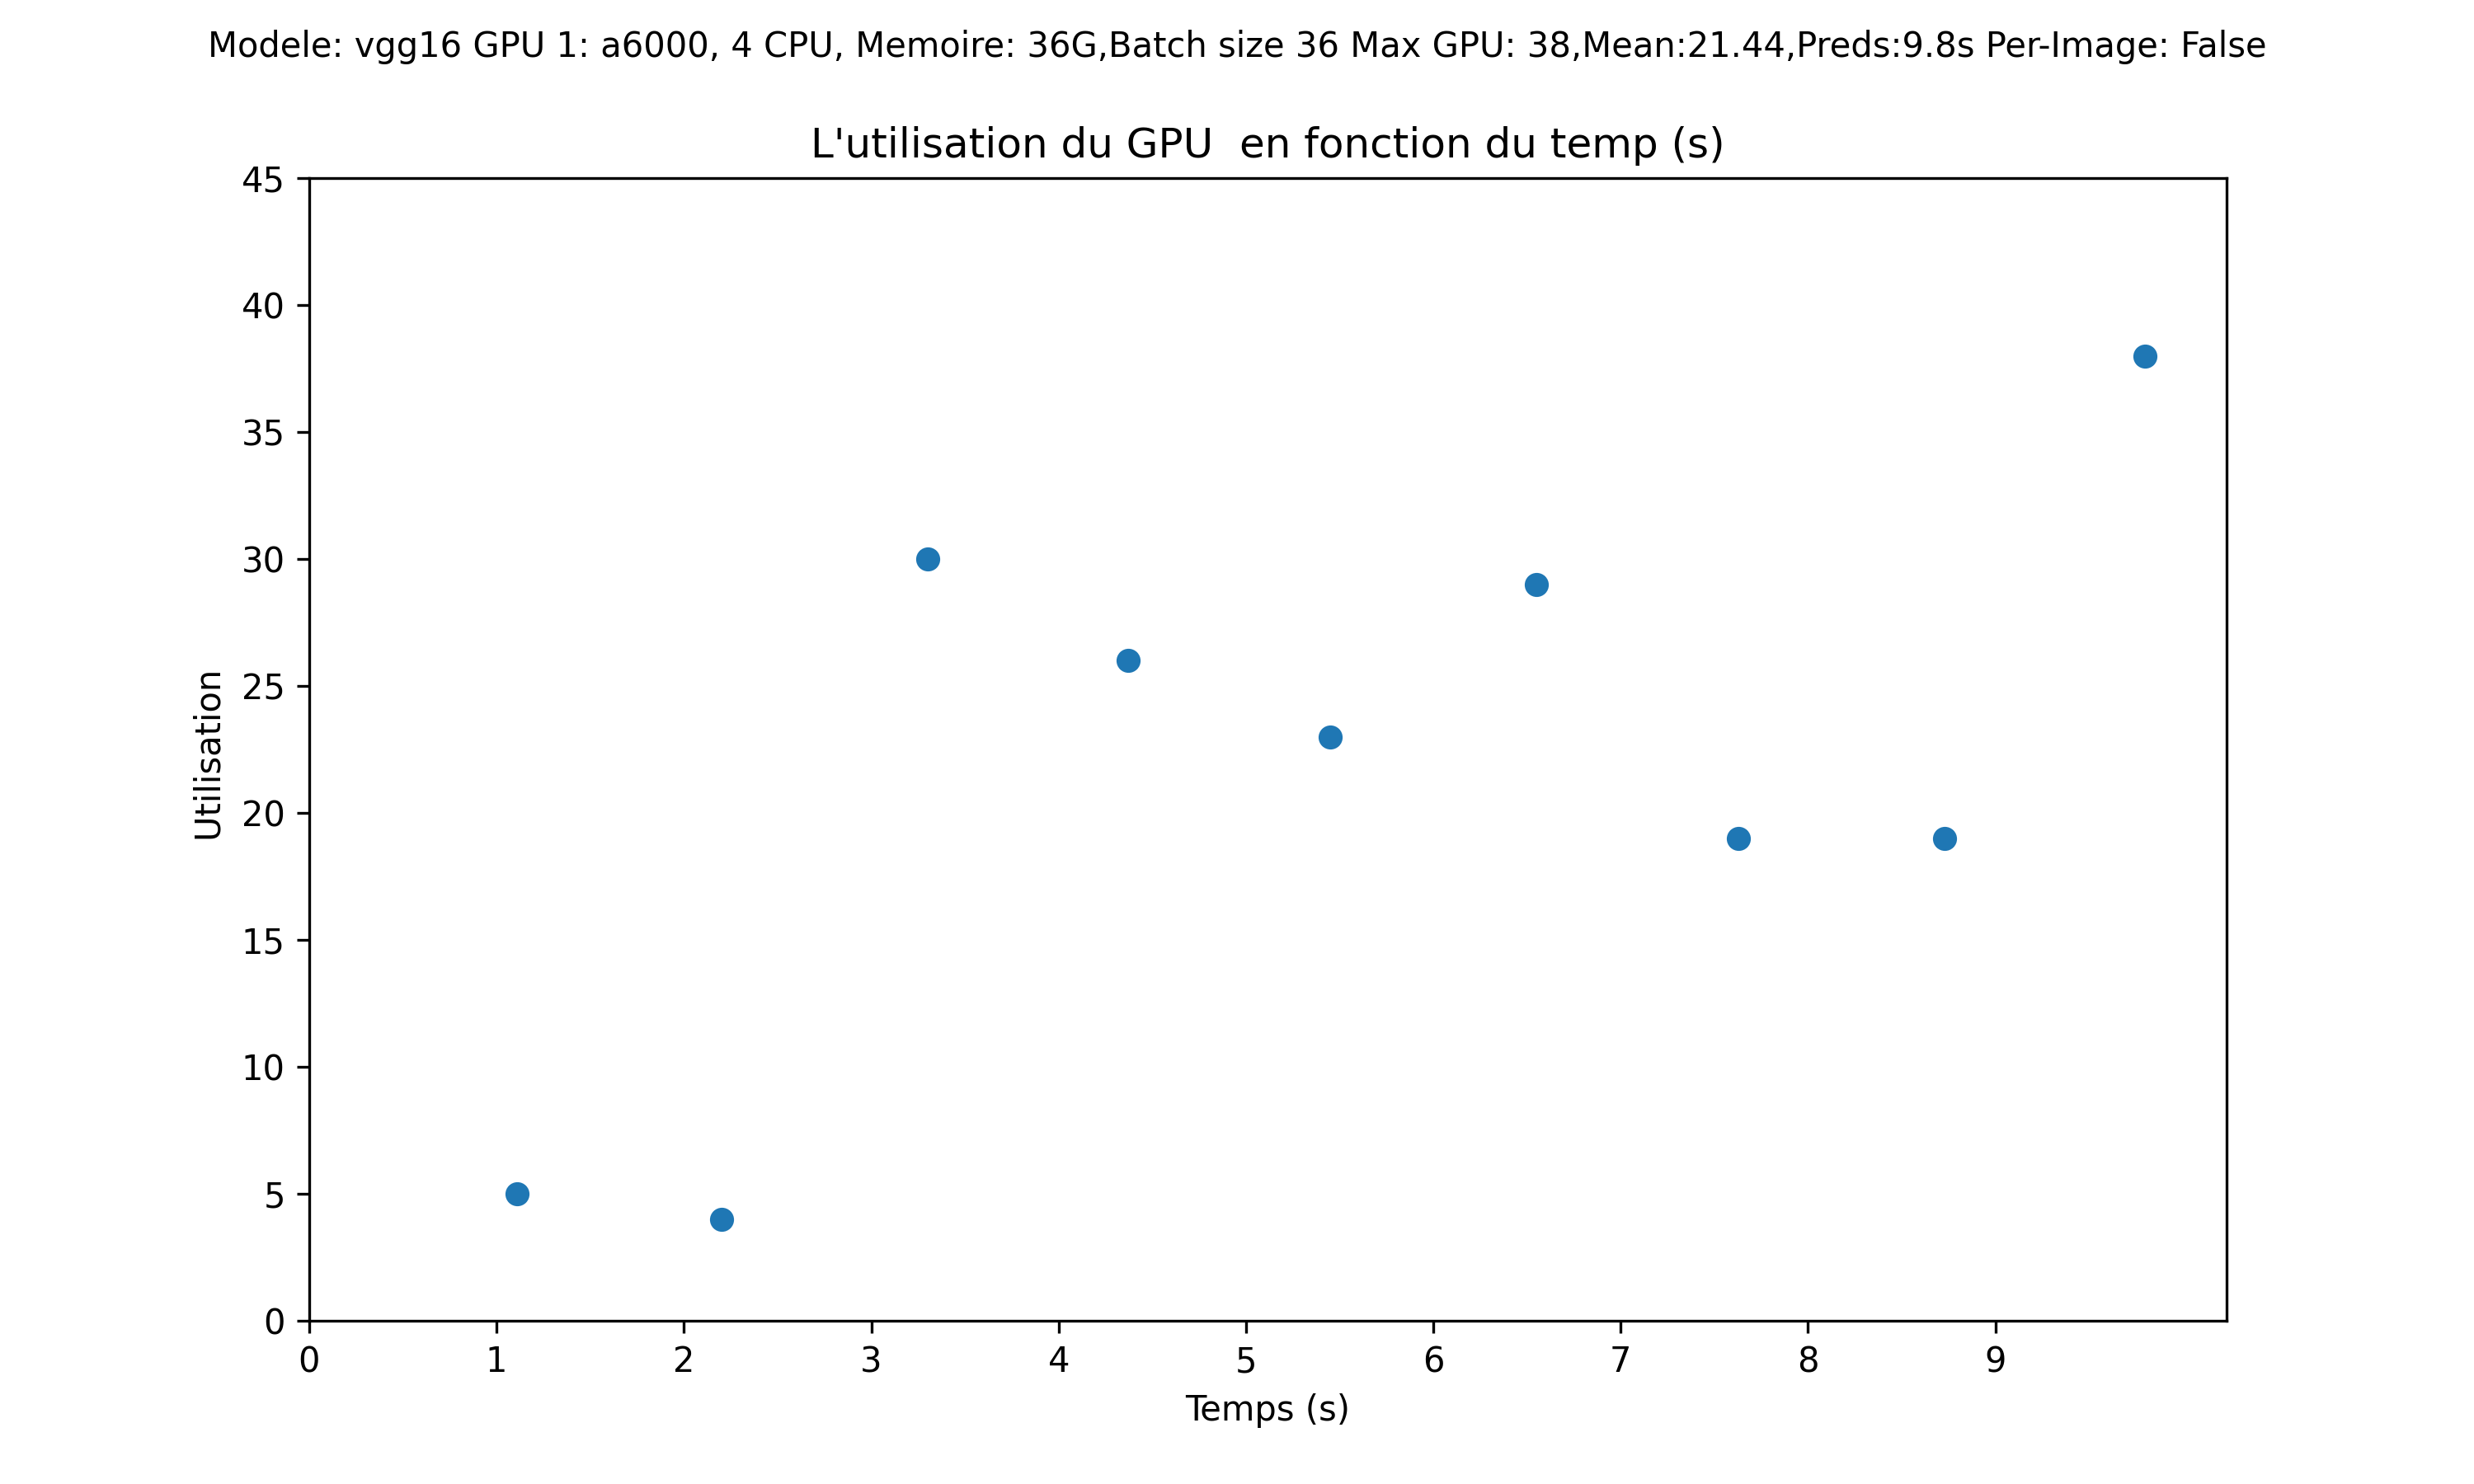 Modele: vgg16 GPU 1: a6000, 4 CPU, Memoire: 36G,Batch size 36 Max GPU: 38,Mean:21.44,Preds:9.8s Per-Image: False
L'utilisation du GPU  en fonction du temp (s)
45
40
35
30
25
20
15
10
5
0
Utilisation
0 1 2 3 4 5 6 7 8 9
Temps (s)